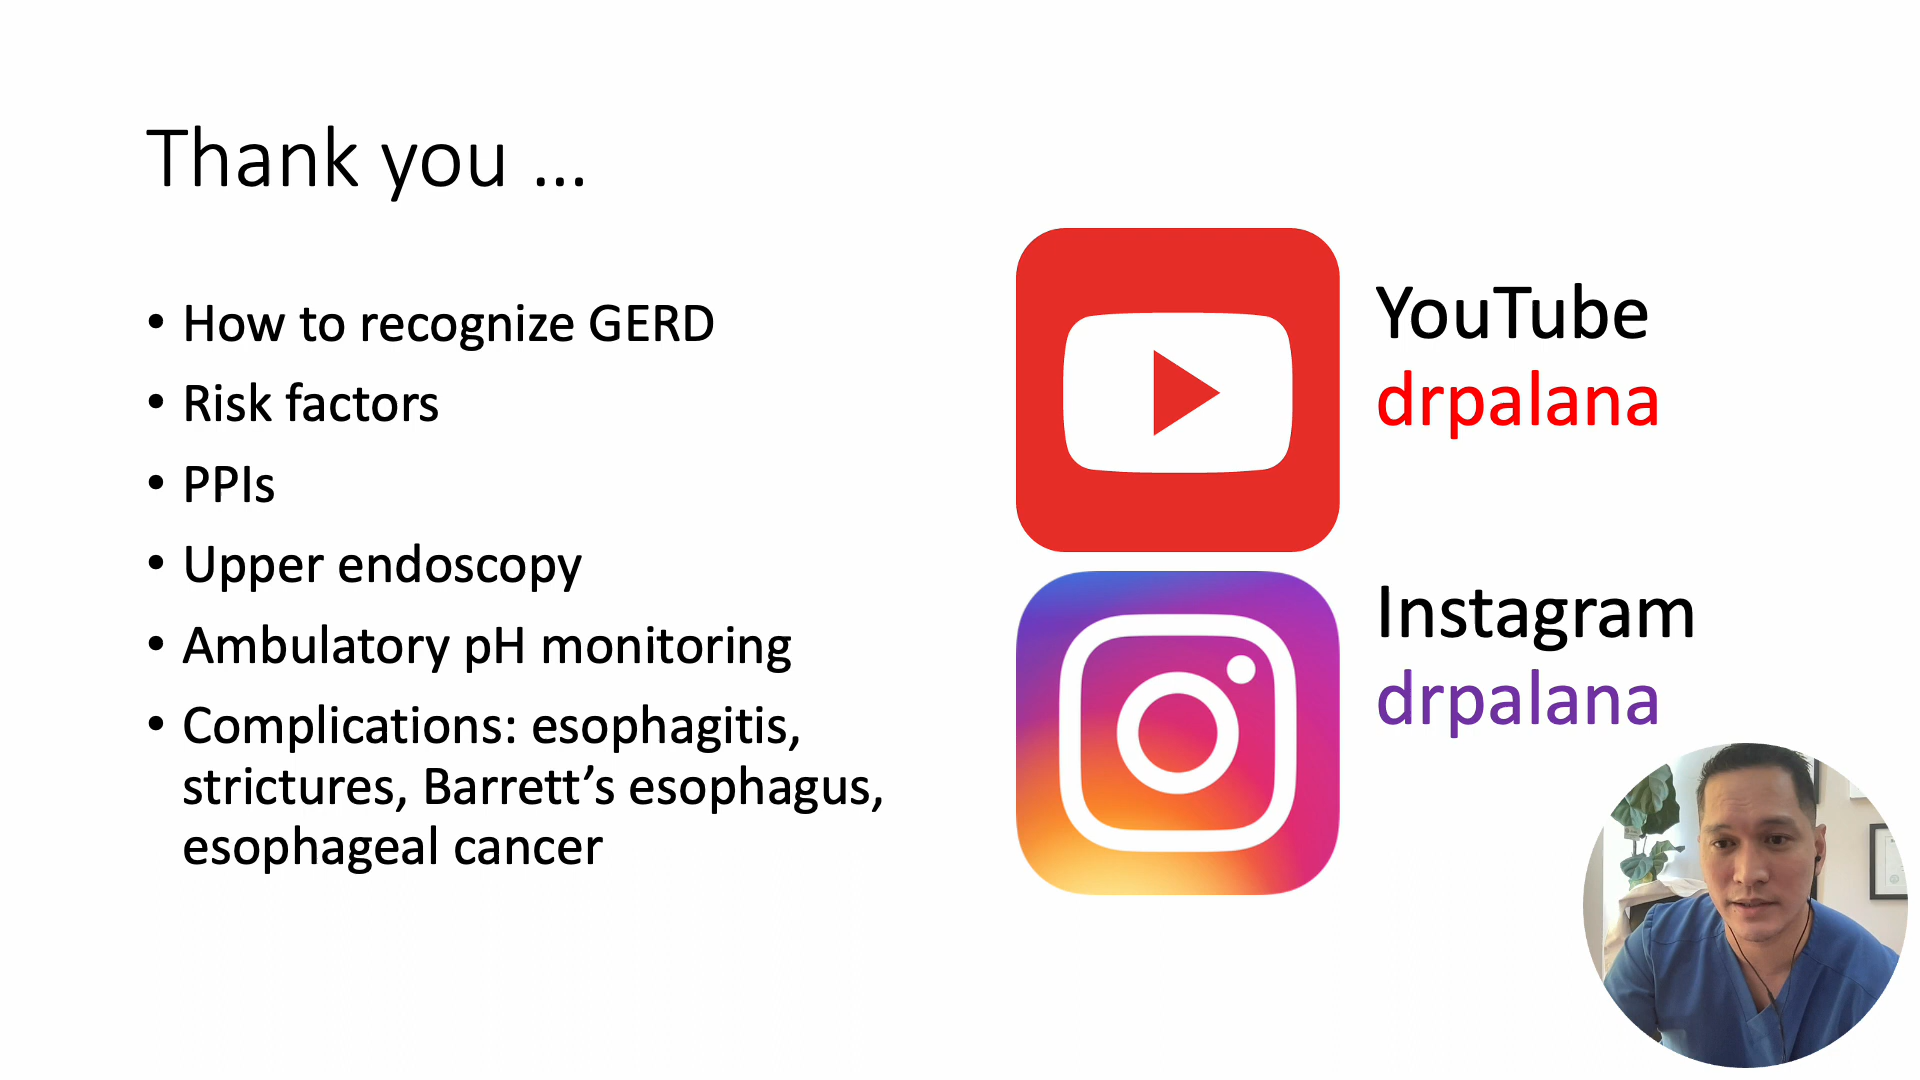 Thank you ...
• How to recognize GERD
• Risk factors
• PPIs
• Upper endoscopy
• Ambulatory pH monitoring
• Complications: esophagitis,
strictures, Barrett’s esophagus,
esophageal cancer
YouTube
drpalana
Instagram
drpalana